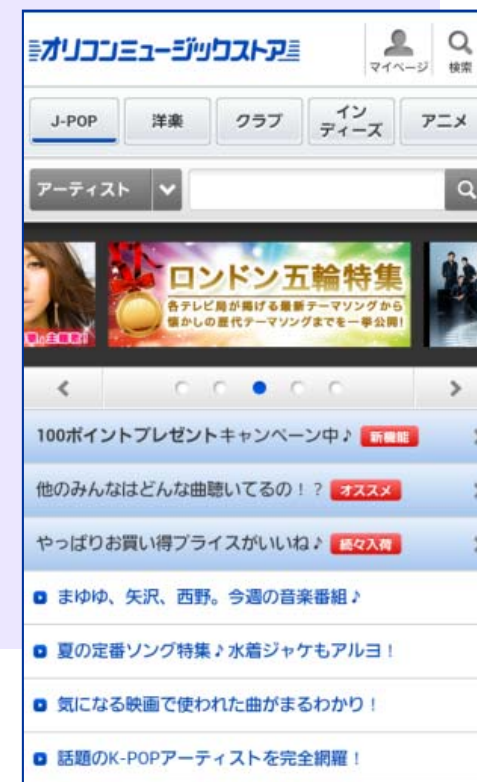 オリコンミュージックストア
マイページ
検索
J-POP
洋楽
クラブ
イン
ディーズ
アニメ
アーティスト
ロンドン五輪特集
各テレビ局が掲げる最新テーマソングから
懐かしの歴代テーマソングまでを一挙公開!
100ポイントプレゼントキャンペーン中♪ 新機能
他のみんなはどんな曲聴いてるの！？ オススメ
やっぱりお買い得プライスがいいね♪ 続々入荷
まゆゆ、矢沢、西野。今週の音楽番組♪
夏の定番ソング特集♪水着ジャケもアルヨ！
気になる映画で使われた曲がまるわかり！
話題のK-POPアーティストを完全網羅！